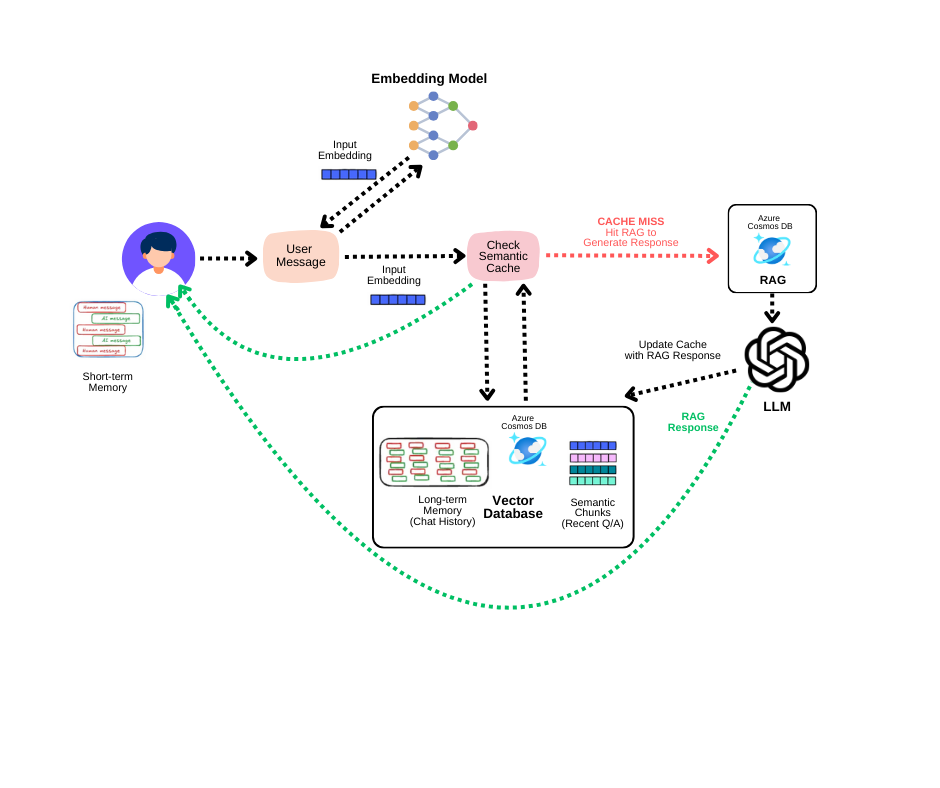 Embedding Model
Input
Embedding
User
Message
Input
Embedding
Check
Semantic
Cache
CACHE MISS
Hit RAG to
Generate Response
Azure
Cosmos DB
RAG
Human message
AI message
Human message
AI message
Human message
Short-term
Memory
Update Cache
with RAG Response
LLM
RAG
Response
Azure
Cosmos DB
Long-term
Memory
(Chat History)
Vector
Database
Semantic
Chunks
(Recent Q/A)